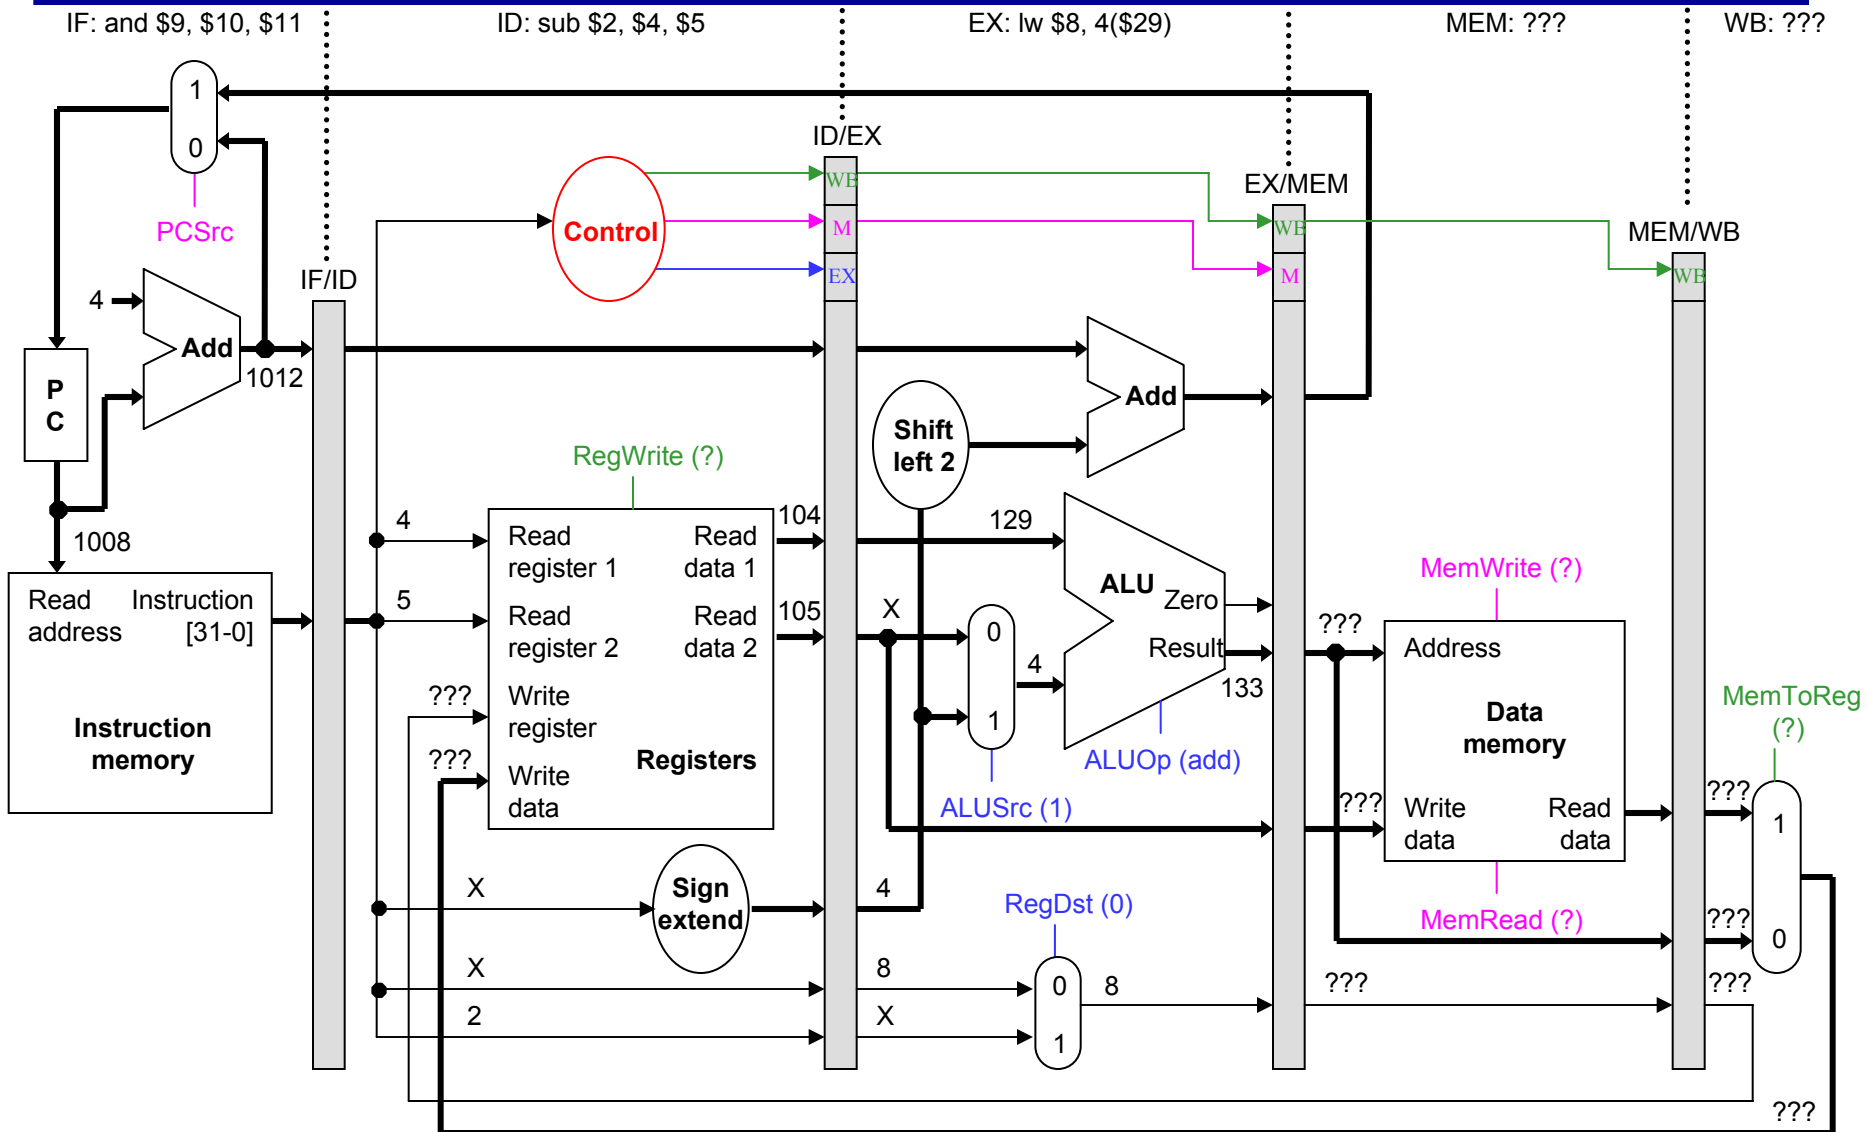 IF: and $9, $10, $11
ID: sub $2, $4, $5
EX: lw $8, 4($29)
MEM: ???
WB: ???
1
0
PCSrc
4
Add
1012
P
C
1008
Read
address
Instruction
[31-0]
Instruction
memory
IF/ID
Control
ID/EX
WB
M
EX
EX/MEM
WB
M
MEM/WB
WB
RegWrite (?)
4
5
???
???
Read
register 1
Read
data 1
Read
register 2
Read
data 2
Write
register
Write
data
Registers
104
105
X
Sign
extend
X
2
Shift
left 2
Add
129
X
0
1
4
ALUSrc (1)
ALU
Zero
Result
133
ALUOp (add)
4
RegDst (0)
8
X
0
1
8
MemWrite (?)
???
Address
Data
memory
???
Write
data
Read
data
MemRead (?)
???
MemToReg
(?)
???
1
???
0
???
???